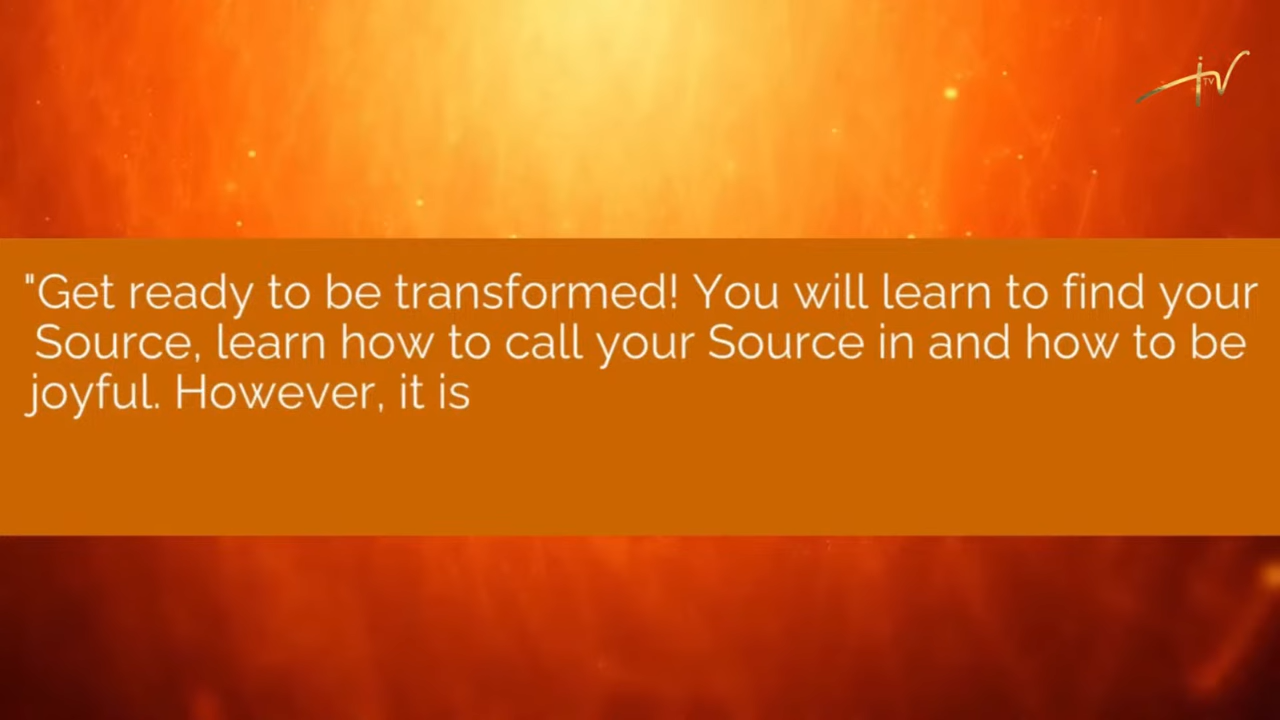 TV
"Get ready to be transformed! You will learn to find your
Source, learn how to call your Source in and how to be
joyful. However, it is